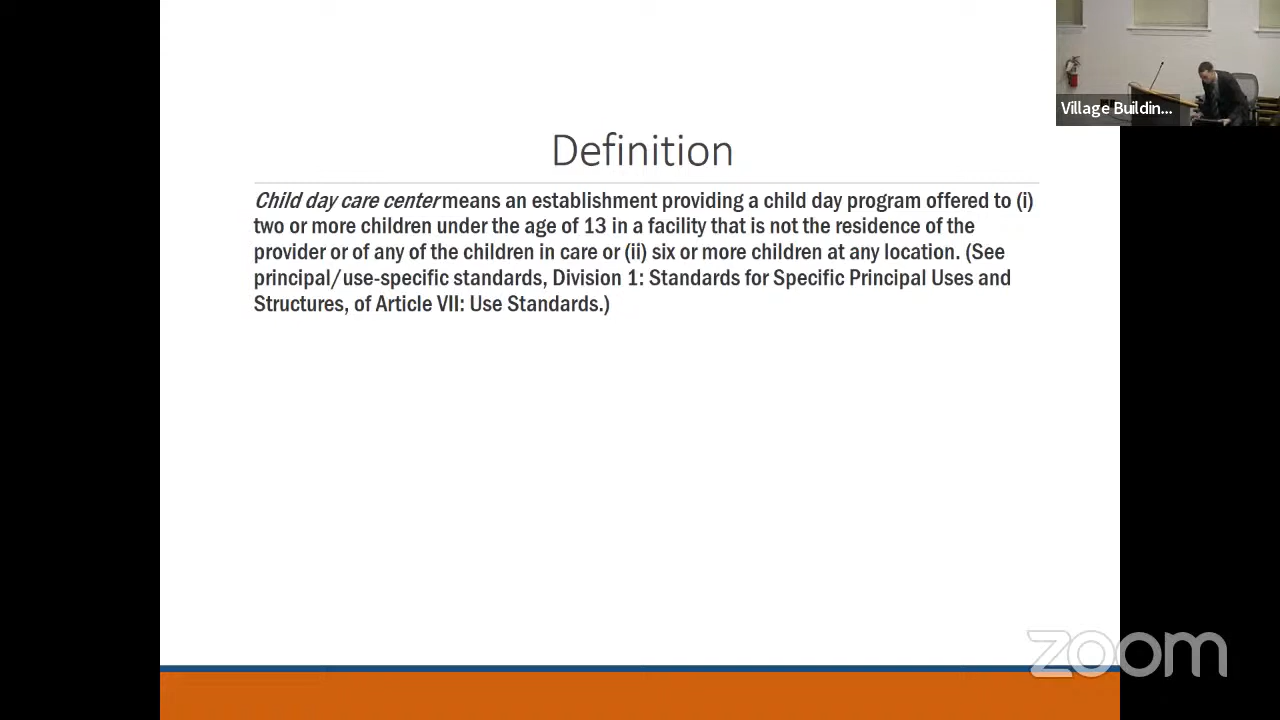 Village Buildin...
Definition
Child day care center means an establishment providing a child day program offered to (i)
two or more children under the age of 13 in a facility that is not the residence of the
provider or of any of the children in care or (ii) six or more children at any location. (See
principal/use-specific standards, Division 1: Standards for Specific Principal Uses and
Structures, of Article VII: Use Standards.)
zoom